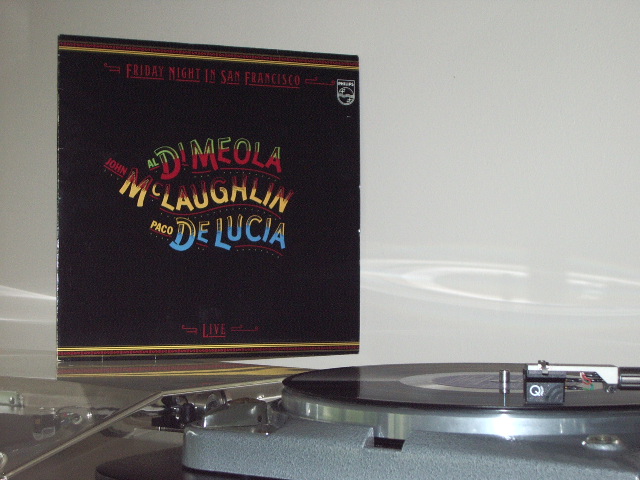 FRIDAY NIGHT IN SAN FRANCISCO
PHILIPS
AL DI MEOLA
JOHN McLAUGHLIN
PACO DE LUCIA
LIVE
Q